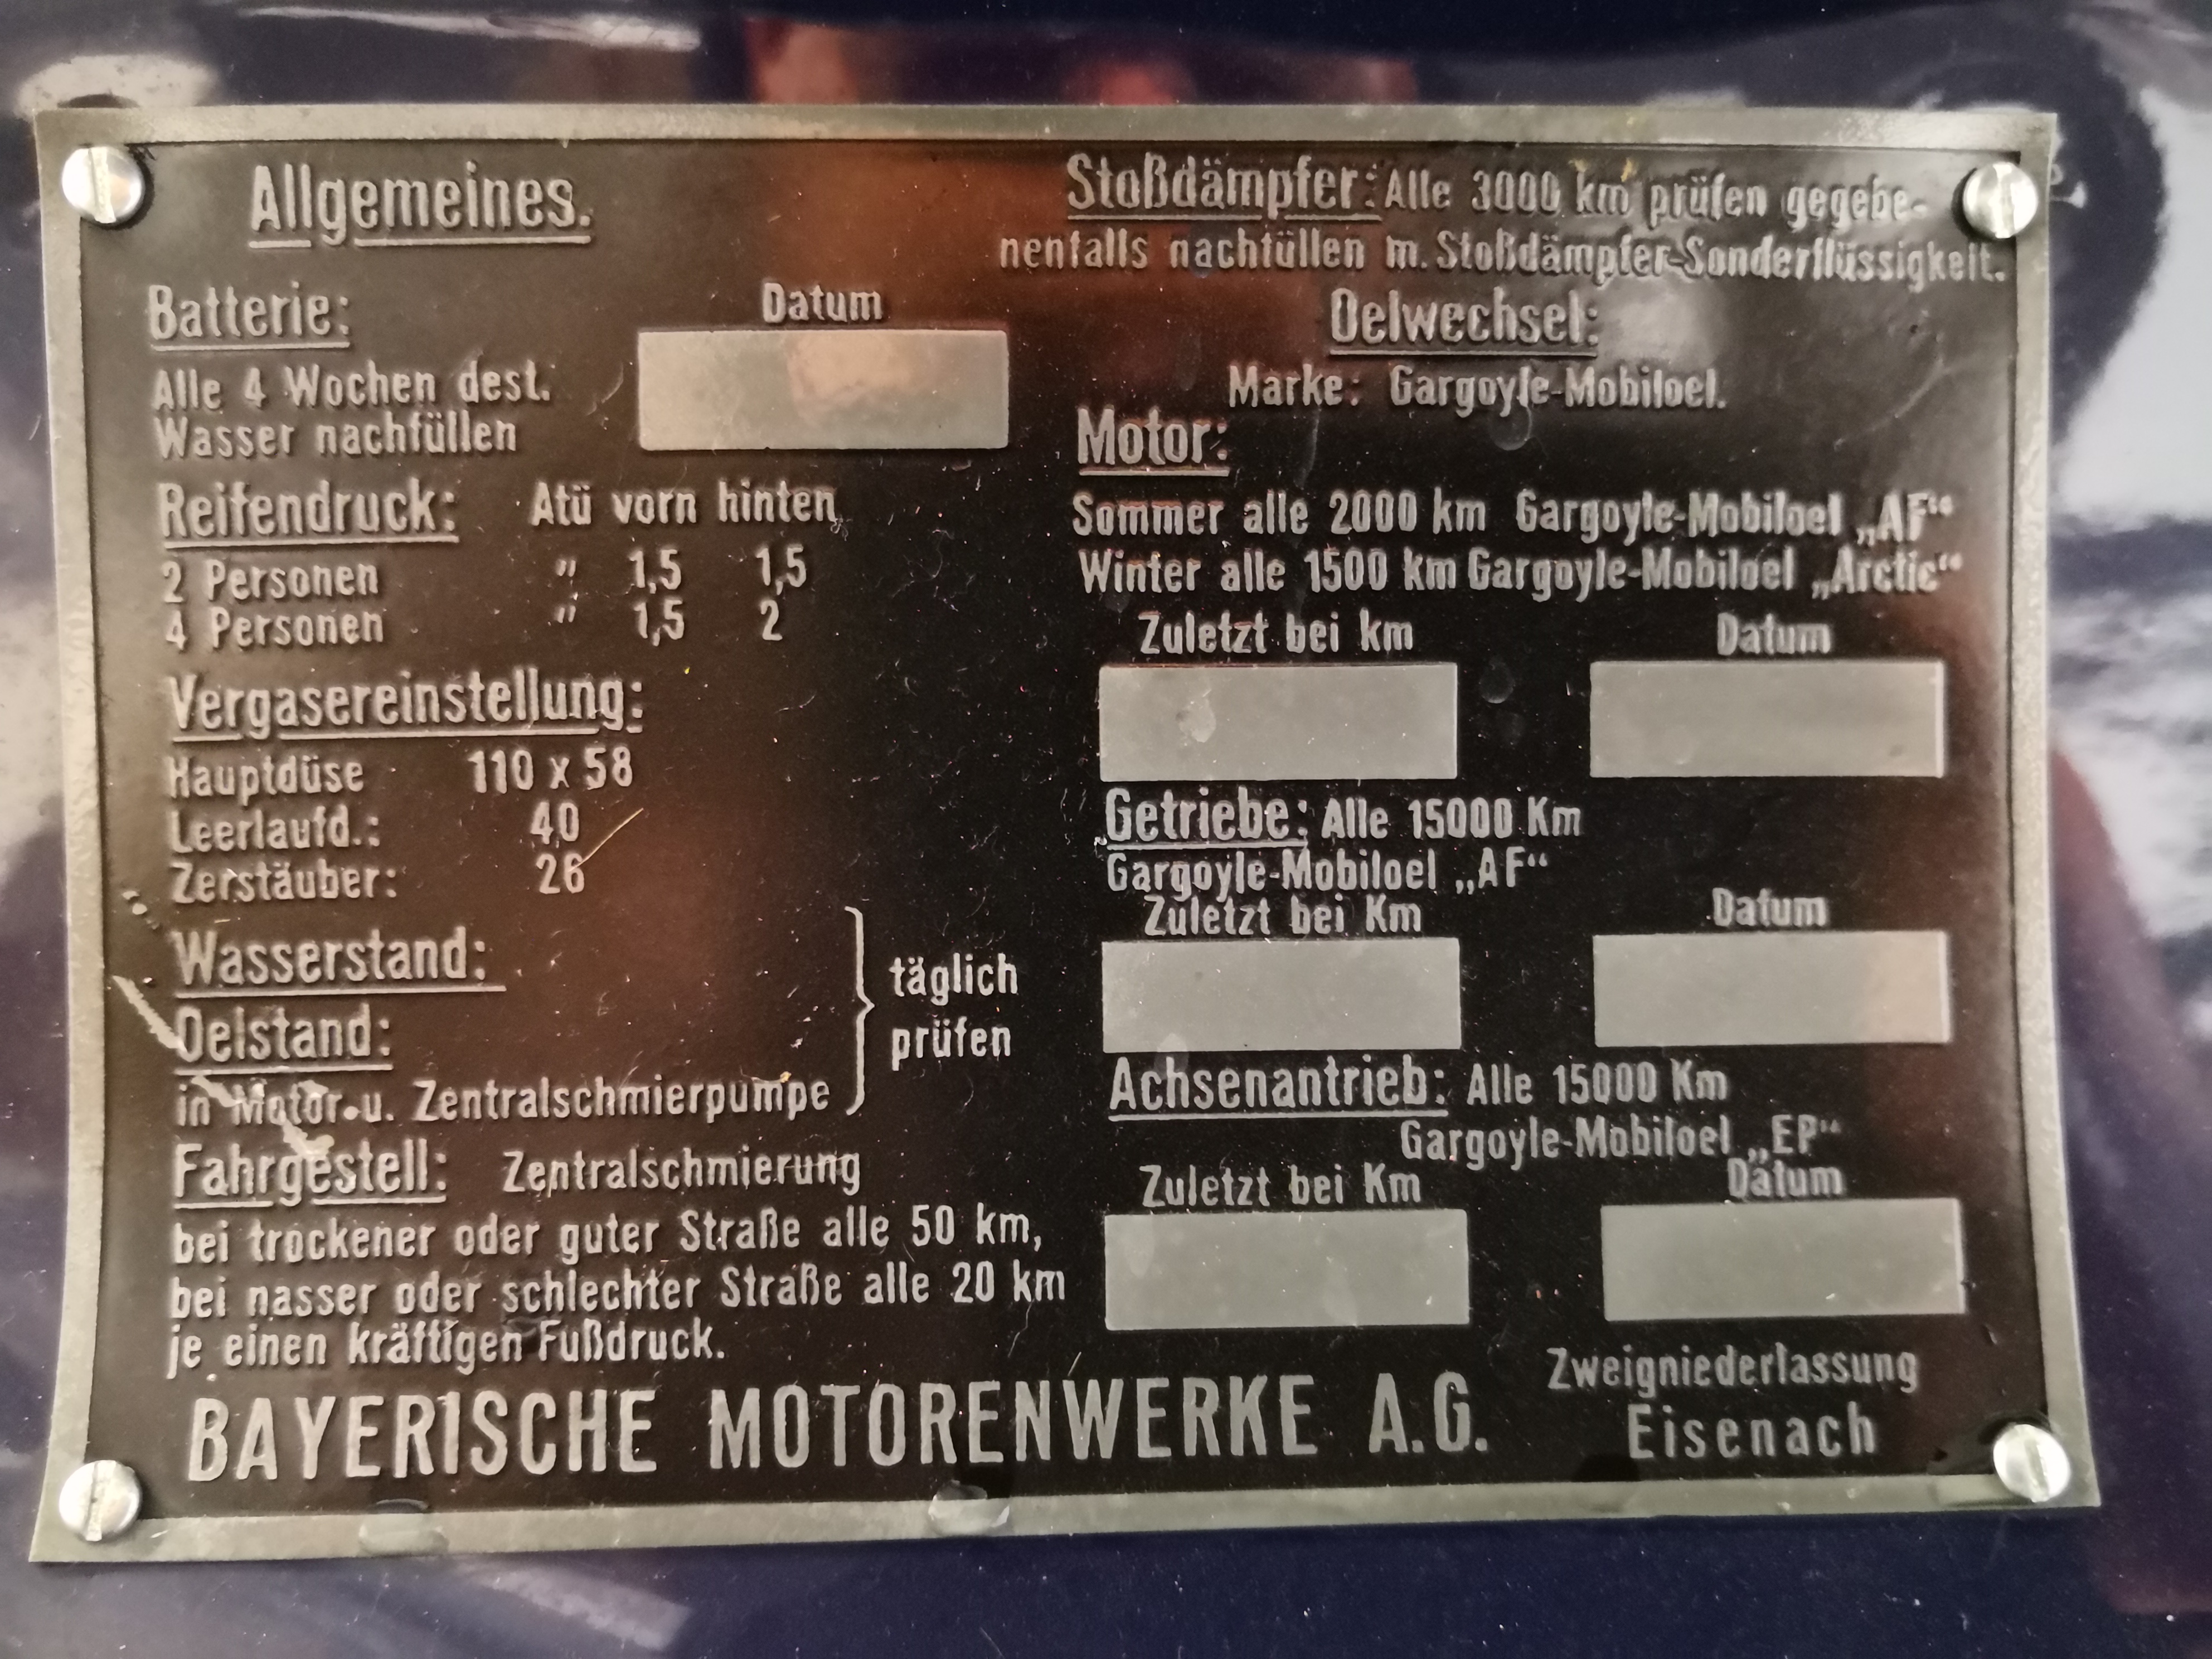 Allgemeines.
Batterie:
Datum
Alle 4 Wochen dest.
Wasser nachfüllen
Reifendruck: Atü vorn hinten
2 Personen " 1,5 1,5
4 Personen " 1,5 2
Vergasereinstellung:
Hauptdüse 110 x 58
Leerlaufd.: 40
Zerstäuber: 26
Wasserstand:
Oelstand:
in Motor u. Zentralschmierpumpe
täglich
prüfen
Fahrgestell: Zentralschmierung
bei trockener oder guter Straße alle 50 km,
bei nasser oder schlechter Straße alle 20 km
je einen kräftigen Fußdruck.
Stoßdämpfer: Alle 3000 km prüfen gegebe-
nenfalls nachfüllen m. Stoßdämpfer-Sonderflüssigkeit.
Oelwechsel:
Marke: Gargoyle-Mobiloel.
Motor:
Sommer alle 2000 km Gargoyle-Mobiloel „AF“
Winter alle 1500 km Gargoyle-Mobiloel „Arctic“
Zuletzt bei km Datum
Getriebe: Alle 15000 Km
Gargoyle-Mobiloel „AF“
Zuletzt bei Km Datum
Achsenantrieb: Alle 15000 Km
Gargoyle-Mobiloel „EP“
Zuletzt bei Km Datum
BAYERISCHE MOTORENWERKE A.G.
Zweigniederlassung
Eisenach